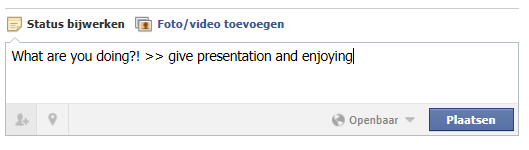 Status bijwerken Foto/video toevoegen
What are you doing?! >> give presentation and enjoying
Openbaar Plaatsen